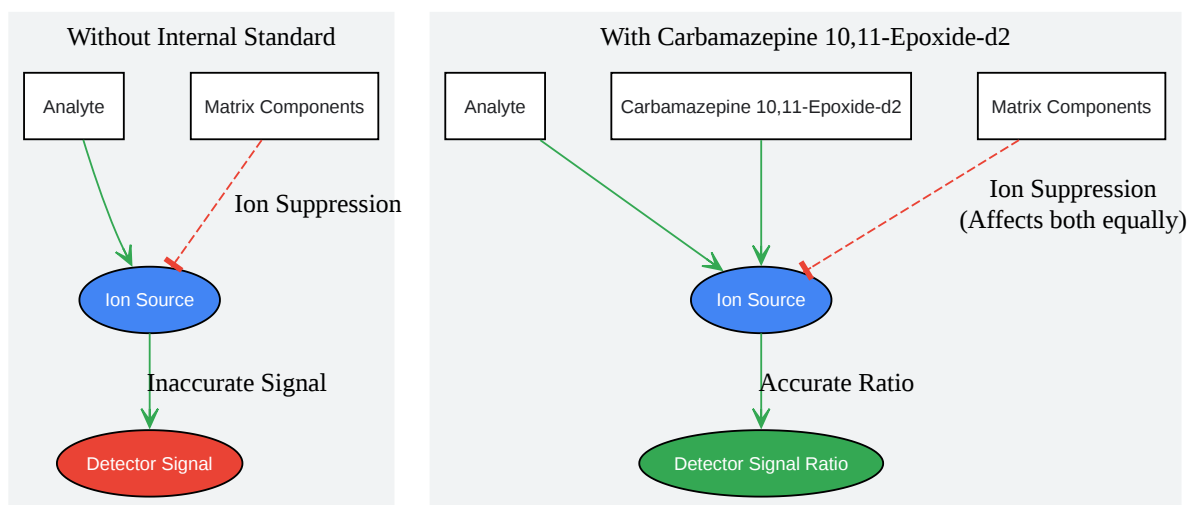 Without Internal Standard
Analyte
Matrix Components
Ion Suppression
Ion Source
Inaccurate Signal
Detector Signal
With Carbamazepine 10,11-Epoxide-d2
Analyte
Carbamazepine 10,11-Epoxide-d2
Matrix Components
Ion Suppression
(Affects both equally)
Ion Source
Accurate Ratio
Detector Signal Ratio